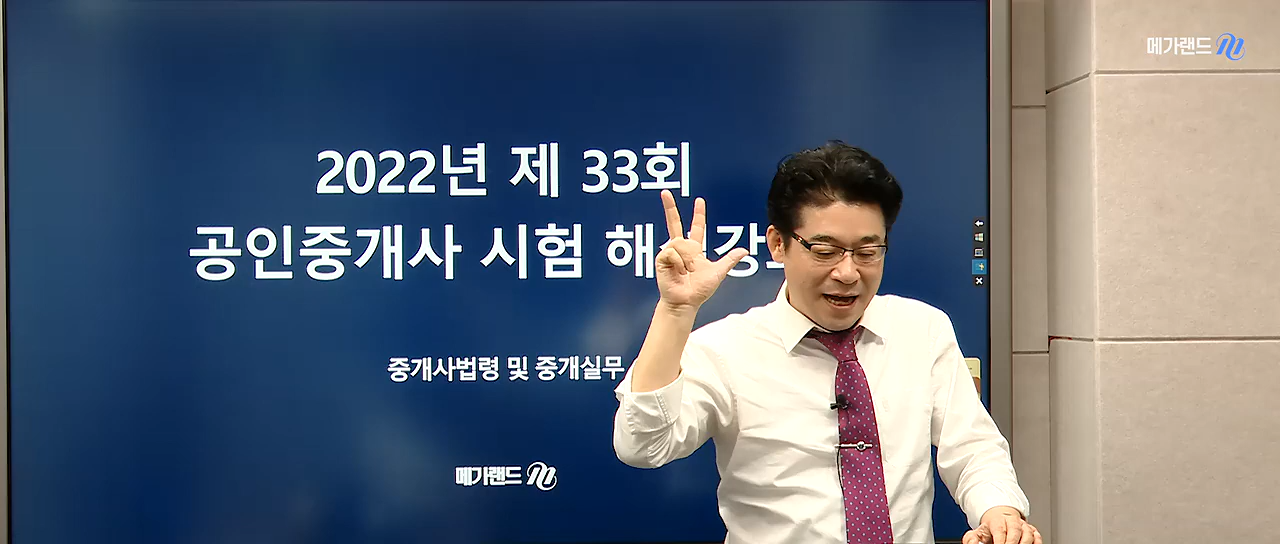 메가랜드
2022년 제 33회
공인중개사 시험 해 강
중개사법령 및 중개실무
메가랜드